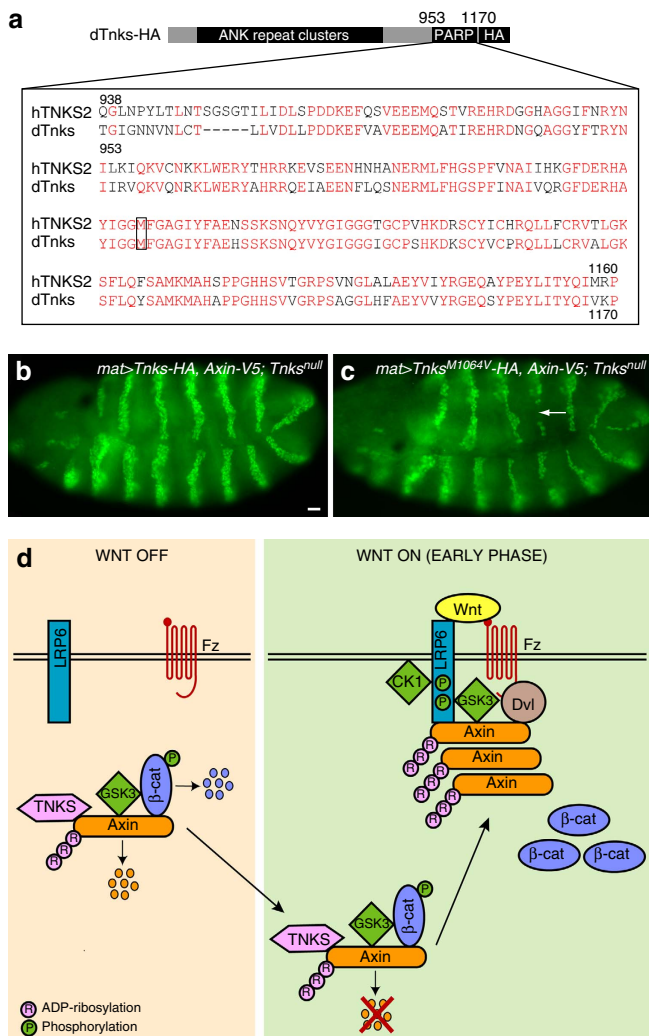 a
953 1170
dTnks-HA ANK repeat clusters PARP HA
938
hTNKS2 QGLNPYLTLNTSGSGTILIDLSPDDKEFQSVEEEMQSTVREHRDGGHAGGIFNRYN
dTnks TGIGNNVNLCT-----LLVDLLPDDKEFVAVEEEMQATIREHRDNGQAGGYFTRYN
953
hTNKS2 ILKIQKVCNKKLWERYTHRRKEVSEENHNHANERMLFHGSPFVNAIIHKGFDERHA
dTnks IIRVQKVQNRKLWERYAHRRQEIAEENFLQSNERMLFHGSPFINAIVQRGFDERHA
hTNKS2 YIGGMFGAGIYFAENSSKSNQYVYGIGGGTGCPVHKDRSCYICHRQLLFCRVTLGK
dTnks YIGGMFGAGIYFAEHSSKSNQYVYGIGGGIGCPSHKDKSCYVCPRQLLLCRVALGK
1160
hTNKS2 SFLQFSAMKMAHSPPGHHSVTGRPSVNGLALAEYVIYRGEQAYPEYLITYQIMRP
dTnks SFLQYSAMKMAHAPPGHHSVVGRPSAGGLHFAEYVVYRGEQSYPEYLITYQIVKP
1170
b mat>Tnks-HA, Axin-V5; Tnksnull
c mat>TnksM1064V-HA, Axin-V5; Tnksnull
d WNT OFF
WNT ON (EARLY PHASE)
LRP6
Fz
Wnt
LRP6
Fz
CK1
P
P
GSK3
Dvl
Axin
R
R
R
Axin
R
R
R
Axin
R
R
R
P
β-cat
GSK3
TNKS
Axin
R
R
R
β-cat
β-cat
β-cat
P
β-cat
GSK3
TNKS
Axin
R
R
R
R ADP-ribosylation
P Phosphorylation